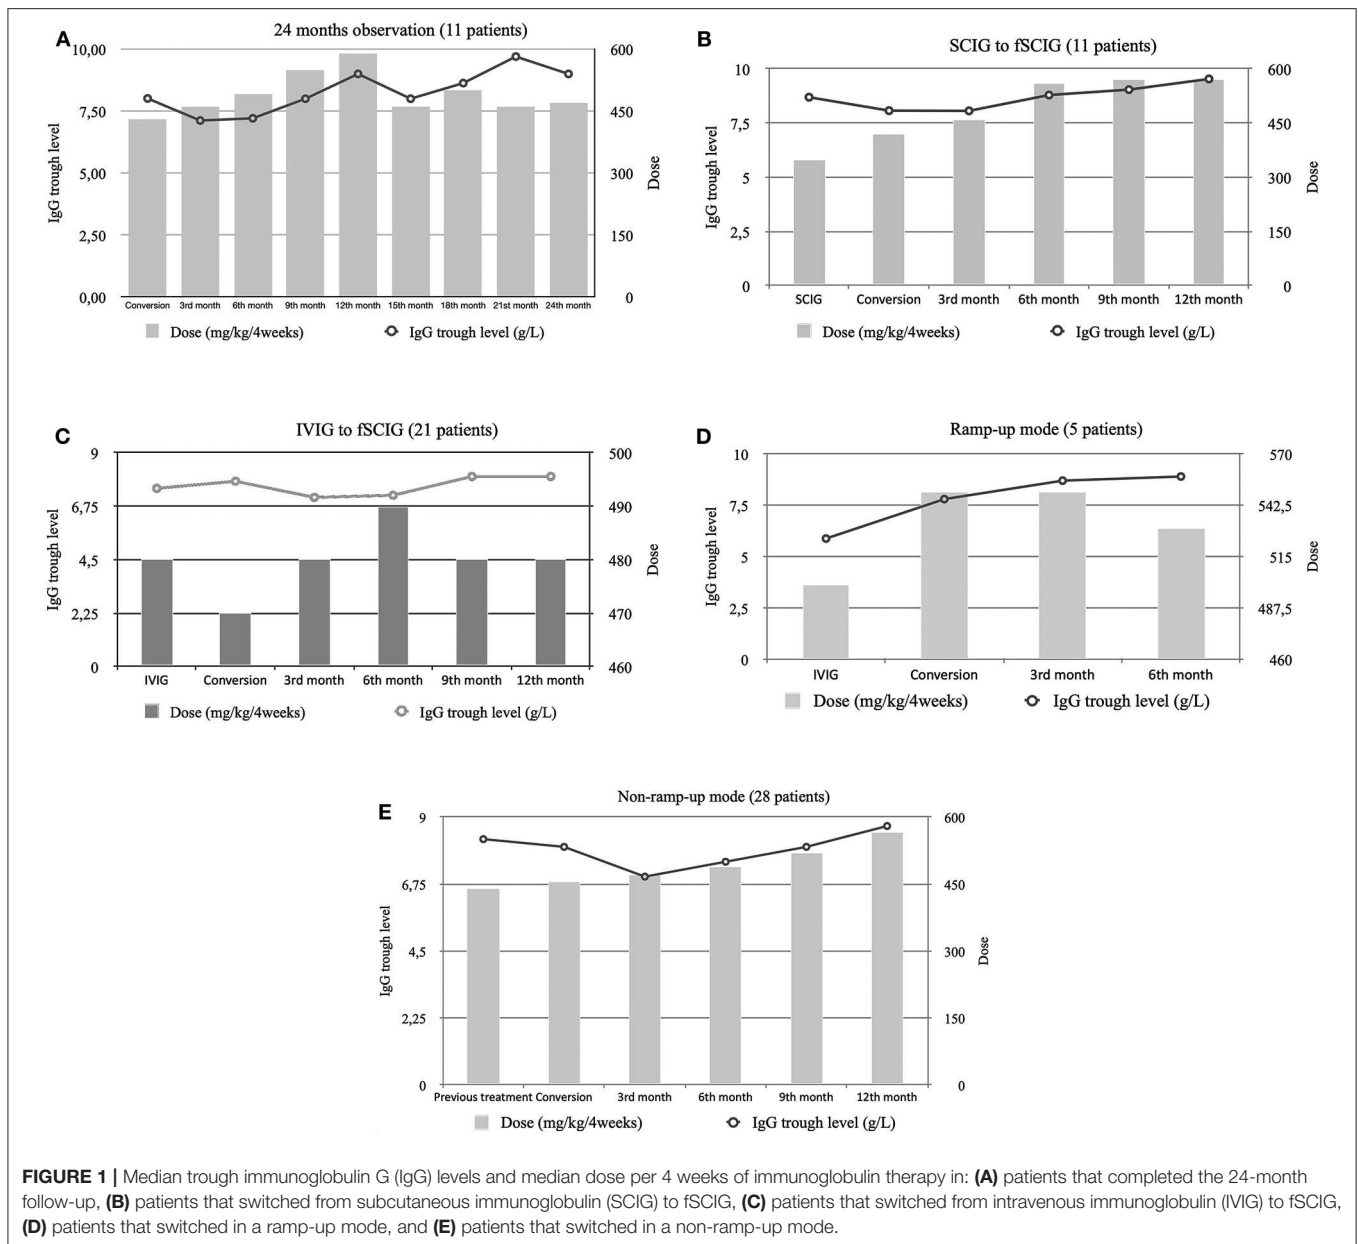 A
24 months observation (11 patients)
10,00
7,50
5,00
2,50
0,00
IgG trough level
600
450
300
150
0
Dose
Conversion 3rd month 6th month 9th month 12th month 15th month 18th month 21st month 24th month
Dose (mg/kg/4weeks) IgG trough level (g/L)
B
SCIG to fSCIG (11 patients)
10
7,5
5
2,5
0
IgG trough level
600
450
300
150
0
Dose
SCIG Conversion 3rd month 6th month 9th month 12th month
Dose (mg/kg/4weeks) IgG trough level (g/L)
C
IVIG to fSCIG (21 patients)
9
6,75
4,5
2,25
0
IgG trough level
500
490
480
470
460
Dose
IVIG Conversion 3rd month 6th month 9th month 12th month
Dose (mg/kg/4weeks) IgG trough level (g/L)
D
Ramp-up mode (5 patients)
10
7,5
5
2,5
0
IgG trough level
570
542,5
515
487,5
460
Dose
IVIG Conversion 3rd month 6th month
Dose (mg/kg/4weeks) IgG trough level (g/L)
E
Non-ramp-up mode (28 patients)
9
6,75
4,5
2,25
0
IgG trough level
600
450
300
150
0
Dose
Previous treatment Conversion 3rd month 6th month 9th month 12th month
Dose (mg/kg/4weeks) IgG trough level (g/L)
FIGURE 1 | Median trough immunoglobulin G (IgG) levels and median dose per 4 weeks of immunoglobulin therapy in: (A) patients that completed the 24-month
follow-up, (B) patients that switched from subcutaneous immunoglobulin (SCIG) to fSCIG, (C) patients that switched from intravenous immunoglobulin (IVIG) to fSCIG,
(D) patients that switched in a ramp-up mode, and (E) patients that switched in a non-ramp-up mode.